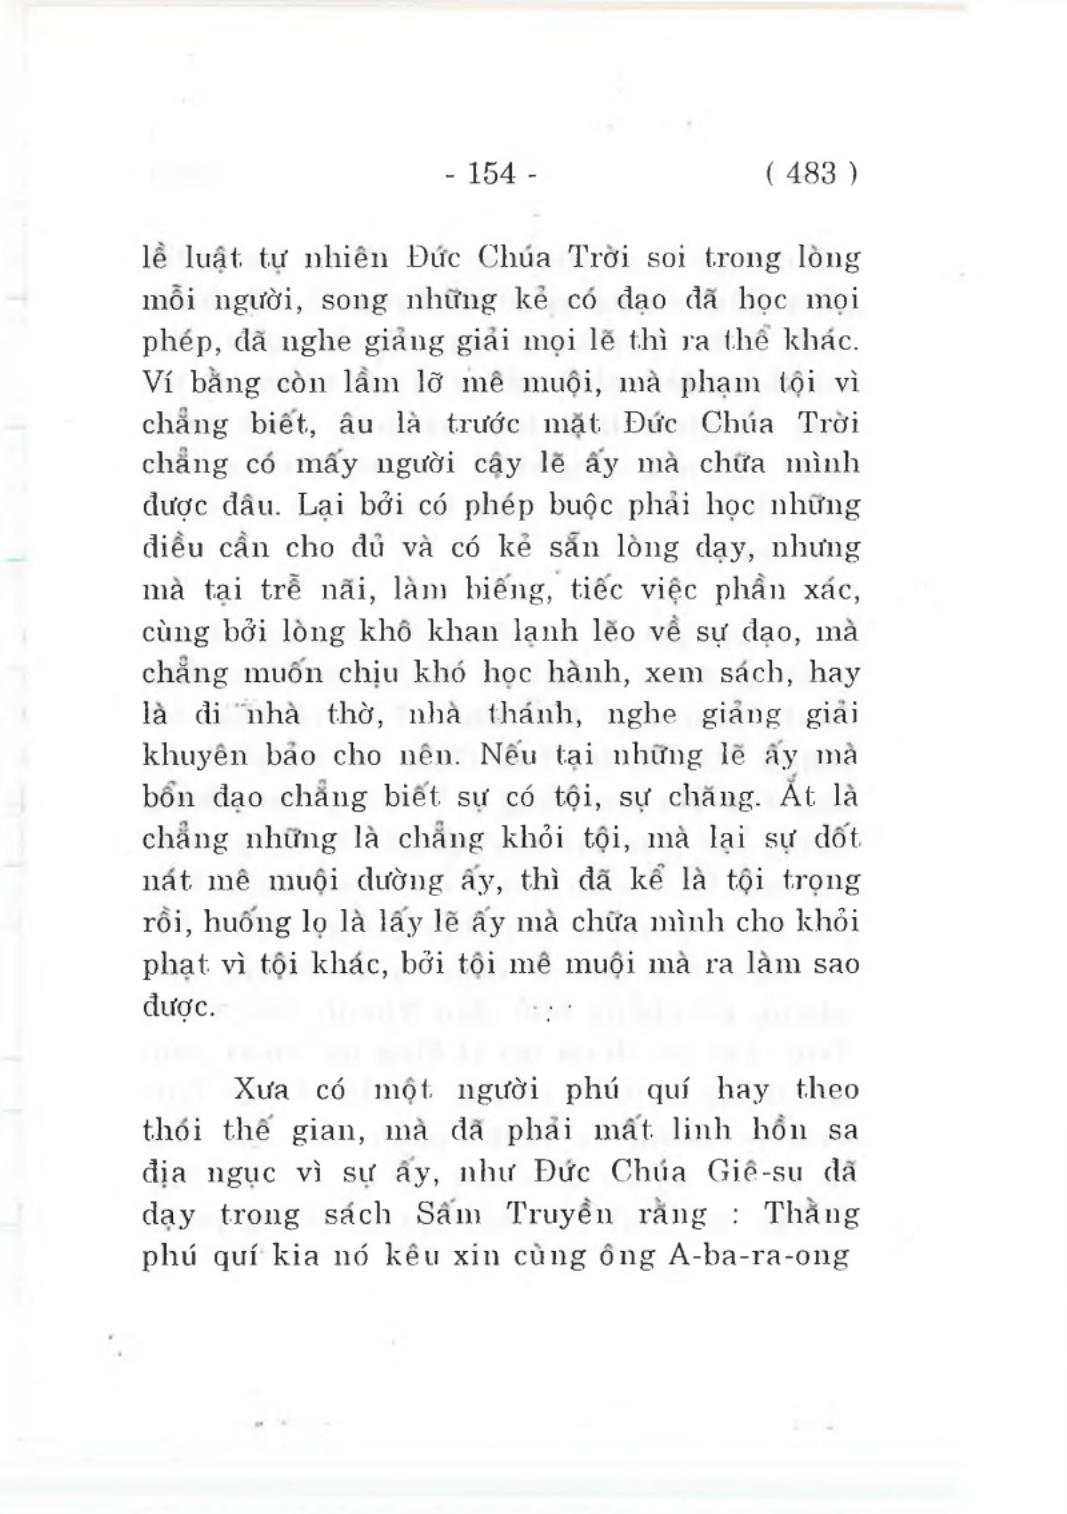 - 154 - ( 483 )
lề luật tự nhiên Đức Chúa Trời soi trong lòng
mỗi người, song những kẻ có đạo đã học mọi
phép, đã nghe giảng giải mọi lẽ thì ra thể khác.
Ví bằng còn lầm lỡ mê muội, mà phạm tội vì
chẳng biết, âu là trước mặt Đức Chúa Trời
chẳng có mấy người cậy lẽ ấy mà chữa mình
được đâu. Lại bởi có phép buộc phải học những
điều cần cho đủ và có kẻ sẵn lòng dạy, nhưng
mà tại trễ nãi, làm biếng, tiếc việc phần xác,
cùng bởi lòng khô khan lạnh lẽo về sự đạo, mà
chẳng muốn chịu khó học hành, xem sách, hay
là đi nhà thờ, nhà thánh, nghe giảng giải
khuyên bảo cho nên. Nếu tại những lẽ ấy mà
bổn đạo chẳng biết sự có tội, sự chăng. Ắt là
chẳng những là chẳng khỏi tội, mà lại sự dốt
nát mê muội dường ấy, thì đã kể là tội trọng
rồi, huống lọ là lấy lẽ ấy mà chữa mình cho khỏi
phạt vì tội khác, bởi tội mê muội mà ra làm sao
được.
Xưa có một người phú quí hay theo
thói thế gian, mà đã phải mất linh hồn sa
địa ngục vì sự ấy, như Đức Chúa Giê-su đã
dạy trong sách Sấm Truyền rằng : Thằng
phú quí kia nó kêu xin cùng ông A-ba-ra-ong